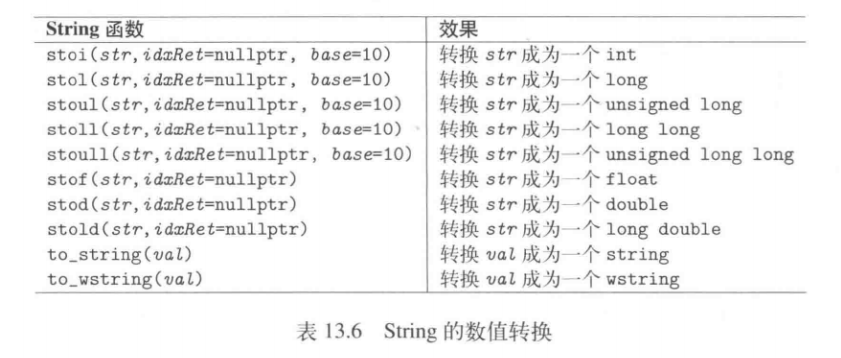 String 函数 效果
stoi(str,idxRet=nullptr, base=10) 转换 str 成为一个 int
stol(str,idxRet=nullptr, base=10) 转换 str 成为一个 long
stoul(str,idxRet=nullptr, base=10) 转换 str 成为一个 unsigned long
stoll(str,idxRet=nullptr, base=10) 转换 str 成为一个 long long
stoull(str,idxRet=nullptr, base=10) 转换 str 成为一个 unsigned long long
stof(str,idxRet=nullptr) 转换 str 成为一个 float
stod(str,idxRet=nullptr) 转换 str 成为一个 double
stold(str,idxRet=nullptr) 转换 str 成为一个 long double
to_string(val) 转换 val 成为一个 string
to_wstring(val) 转换 val 成为一个 wstring
表 13.6 String 的数值转换